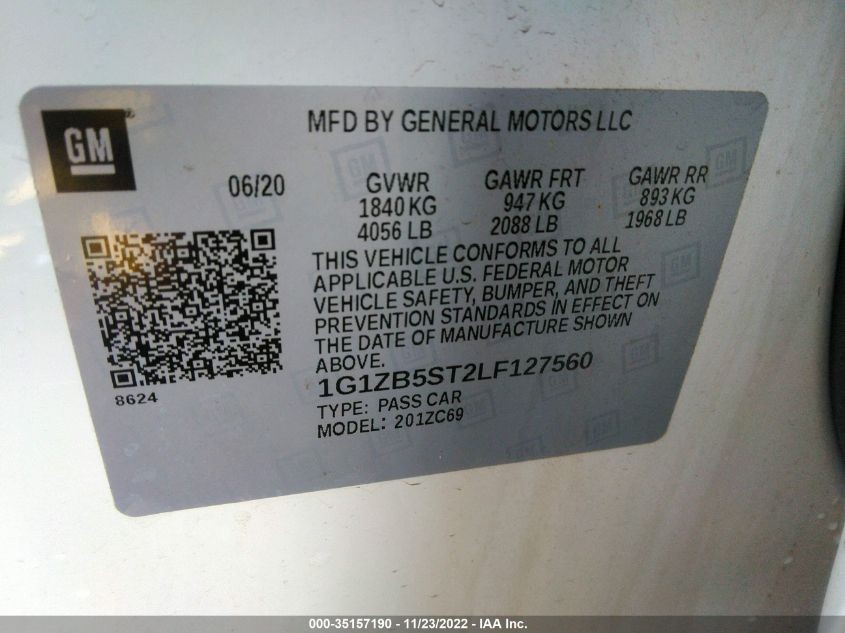 GM
MFD BY GENERAL MOTORS LLC
06/20
GVWR
1840 KG
4056 LB
GAWR FRT
947 KG
2088 LB
GAWR RR
893 KG
1968 LB
THIS VEHICLE CONFORMS TO ALL
APPLICABLE U.S. FEDERAL MOTOR
VEHICLE SAFETY, BUMPER, AND THEFT
PREVENTION STANDARDS IN EFFECT ON
THE DATE OF MANUFACTURE SHOWN
ABOVE.
1G1ZB5ST2LF127560
TYPE: PASS CAR
MODEL: 201ZC69
8624
000-35157190 - 11/23/2022 - IAA Inc.